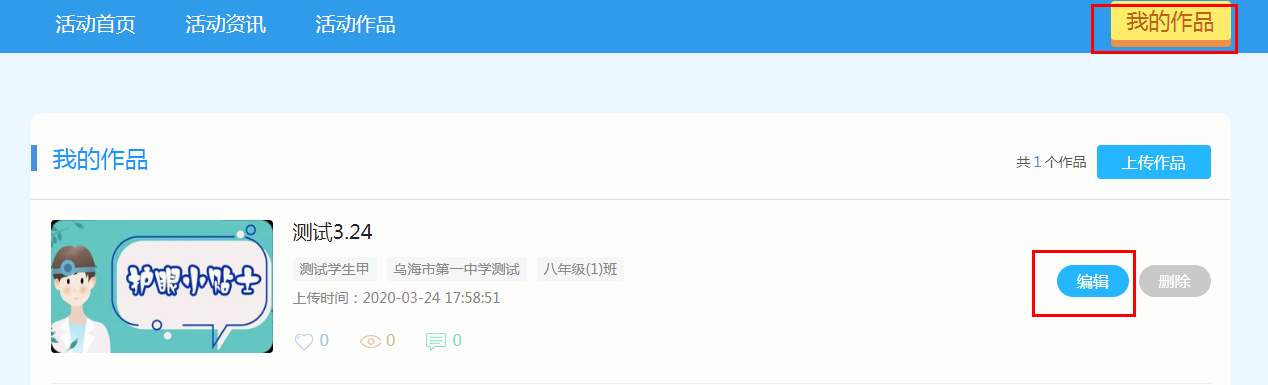 活动首页 活动资讯 活动作品 我的作品
我的作品
共 1 个作品 上传作品
测试3.24
护眼小贴士
测试学生甲 乌海市第一中学测试 八年级(1)班
编辑 删除
上传时间：2020-03-24 17:58:51
0 0 0